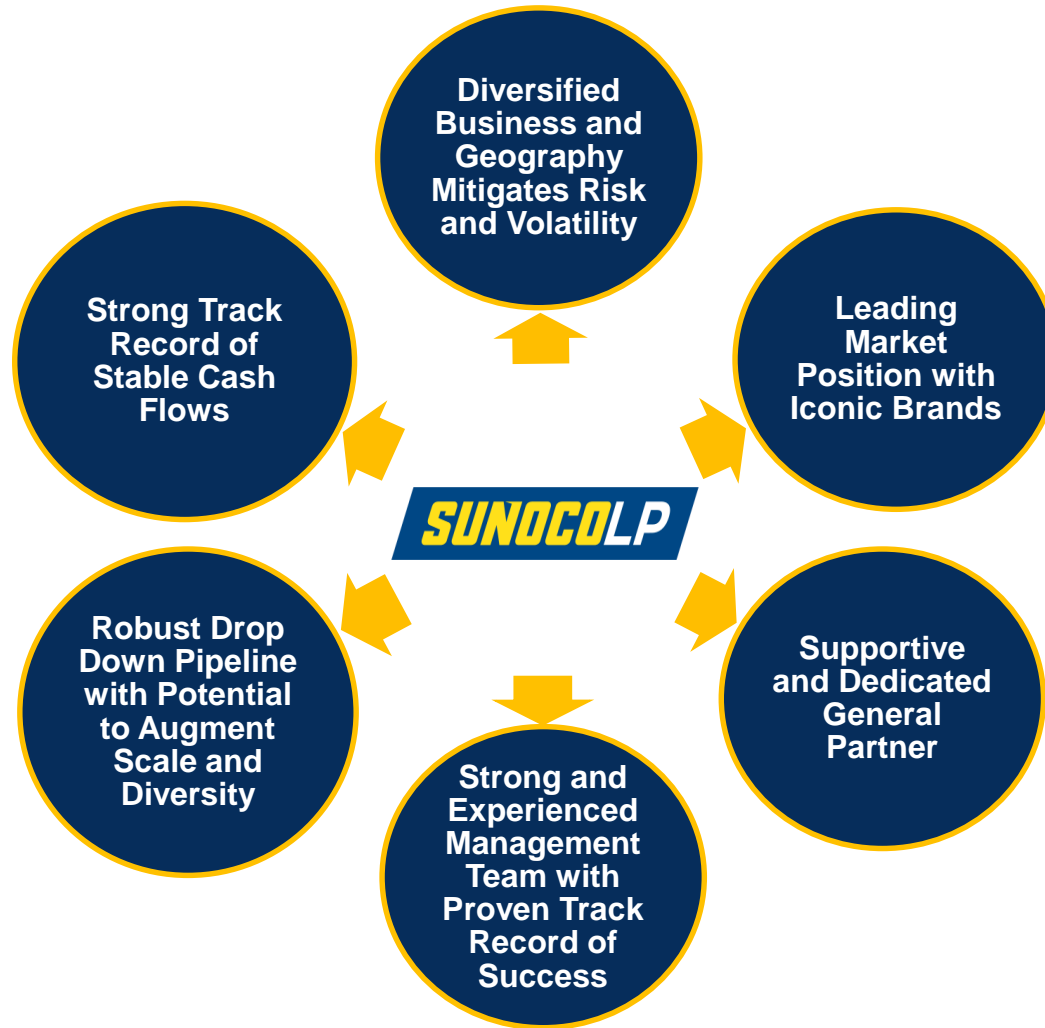 Diversified
Business and
Geography
Mitigates Risk
and Volatility
Leading
Market
Position with
Iconic Brands
Supportive
and Dedicated
General
Partner
Strong and
Experienced
Management
Team with
Proven Track
Record of
Success
Robust Drop
Down Pipeline
with Potential
to Augment
Scale and
Diversity
Strong Track
Record of
Stable Cash
Flows
SUNOCOLP